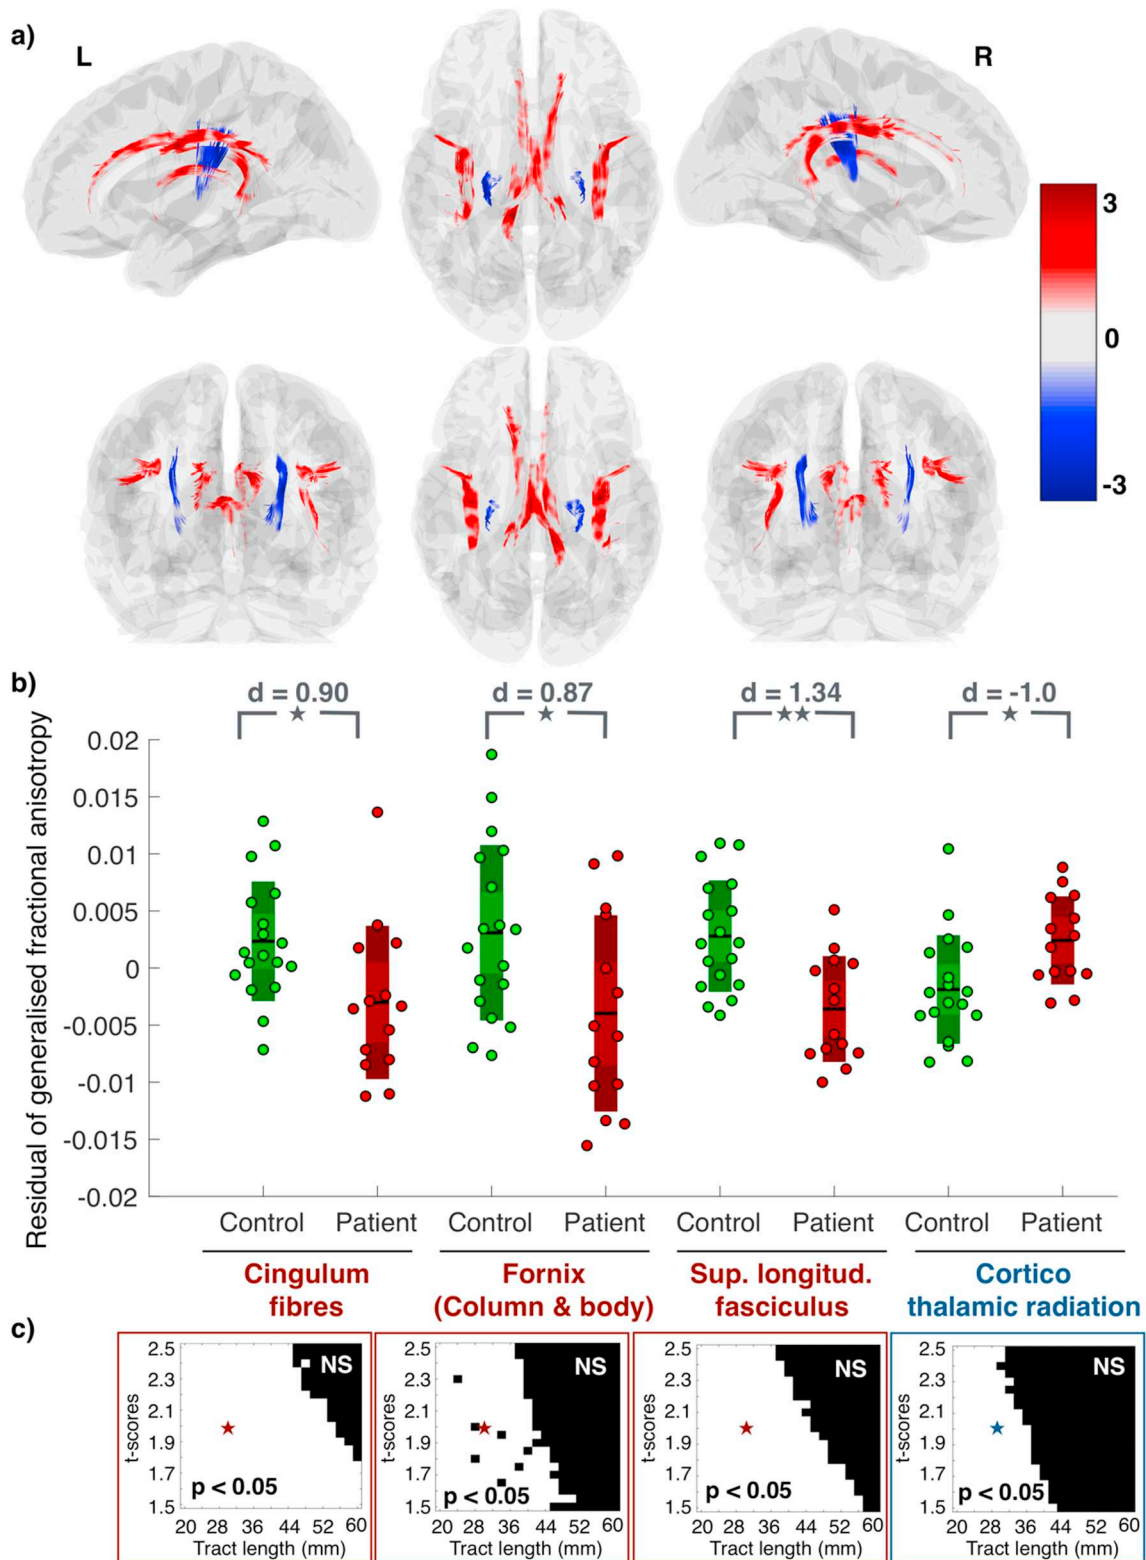 a)
L
R
3
0
-3
b)
d = 0.90
d = 0.87
d = 1.34
d = -1.0
Residual of generalised fractional anisotropy
0.02
0.015
0.01
0.005
0
-0.005
-0.01
-0.015
-0.02
Control Patient Control Patient Control Patient Control Patient
Cingulum fibres
Fornix (Column & body)
Sup. longitud. fasciculus
Cortico thalamic radiation
c)
t-scores
2.5
2.3
2.1
1.9
1.7
1.5
NS
p < 0.05
20 28 36 44 52 60
Tract length (mm)
t-scores
2.5
2.3
2.1
1.9
1.7
1.5
NS
p < 0.05
20 28 36 44 52 60
Tract length (mm)
t-scores
2.5
2.3
2.1
1.9
1.7
1.5
NS
p < 0.05
20 28 36 44 52 60
Tract length (mm)
t-scores
2.5
2.3
2.1
1.9
1.7
1.5
NS
p < 0.05
20 28 36 44 52 60
Tract length (mm)